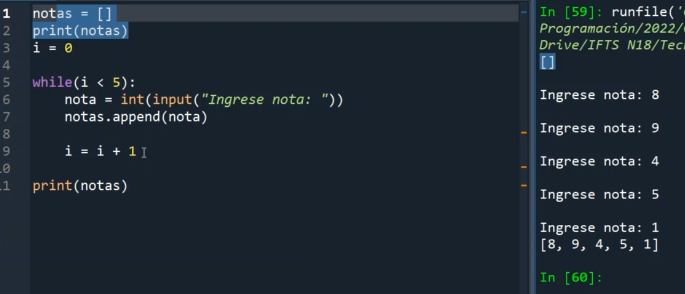 1 notas = []
2 print(notas)
3 i = 0
4
5 while(i < 5):
6     nota = int(input("Ingrese nota: "))
7     notas.append(nota)
8
9     i = i + 1
10
11 print(notas)
In [59]: runfile('
Programación/2022/
Drive/IFTS N18/Tec
[]
Ingrese nota: 8
Ingrese nota: 9
Ingrese nota: 4
Ingrese nota: 5
Ingrese nota: 1
[8, 9, 4, 5, 1]
In [60]: